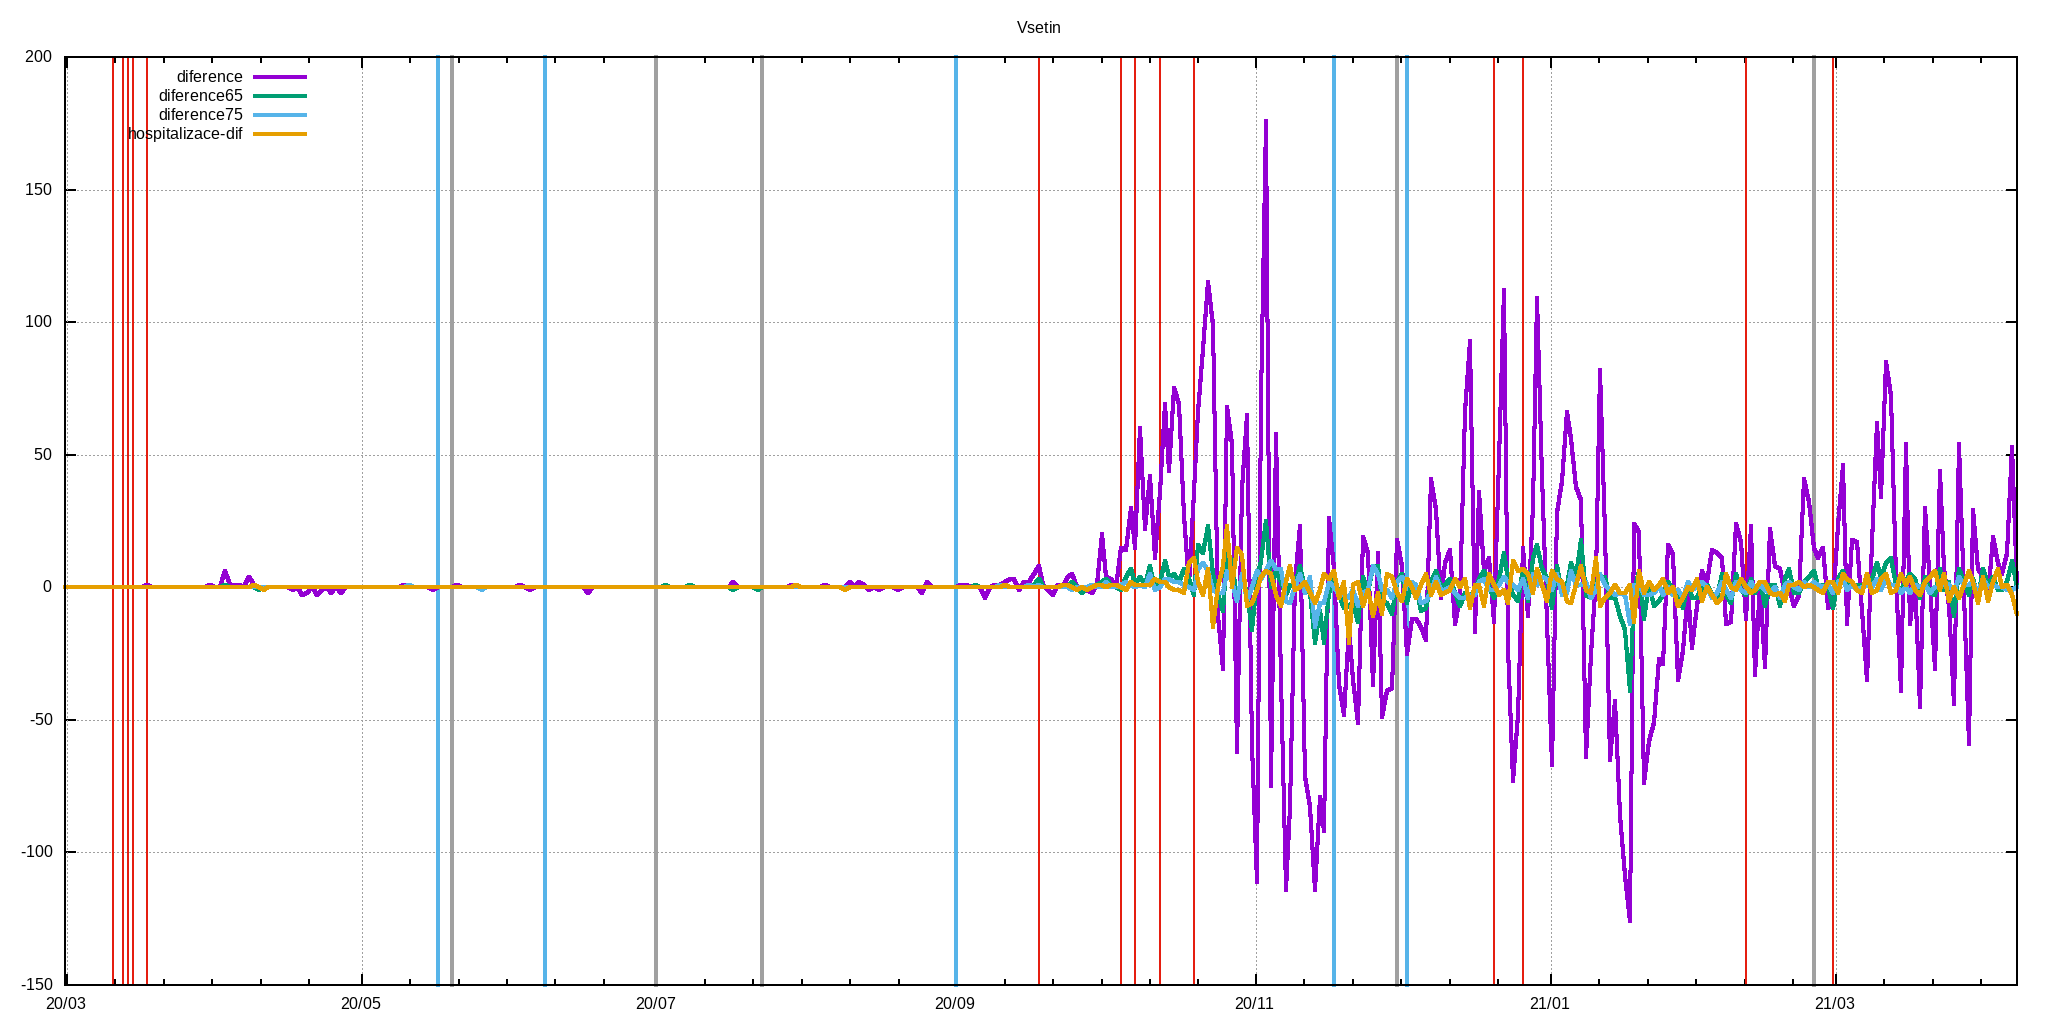 Vsetin
200
diference
diference65
diference75
hospitalizace-dif
150
100
50
0
-50
-100
-150
20/03 20/05 20/07 20/09 20/11 21/01 21/03